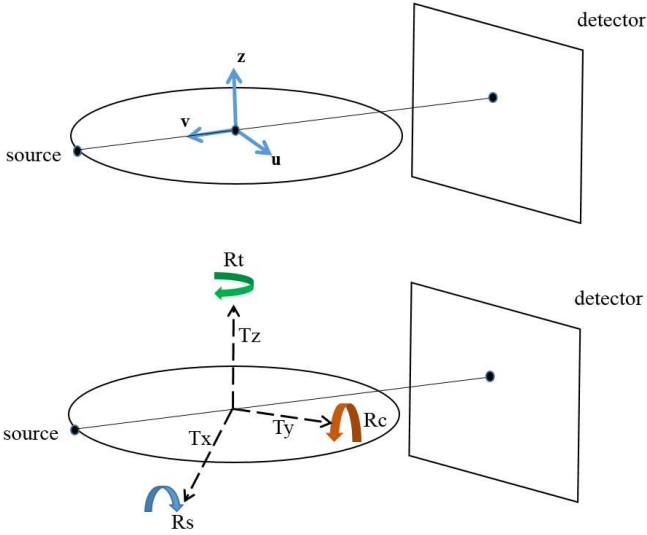 detector
z
v
source
u
Rt
detector
Tz
Rc
Ty
Tx
source
Rs